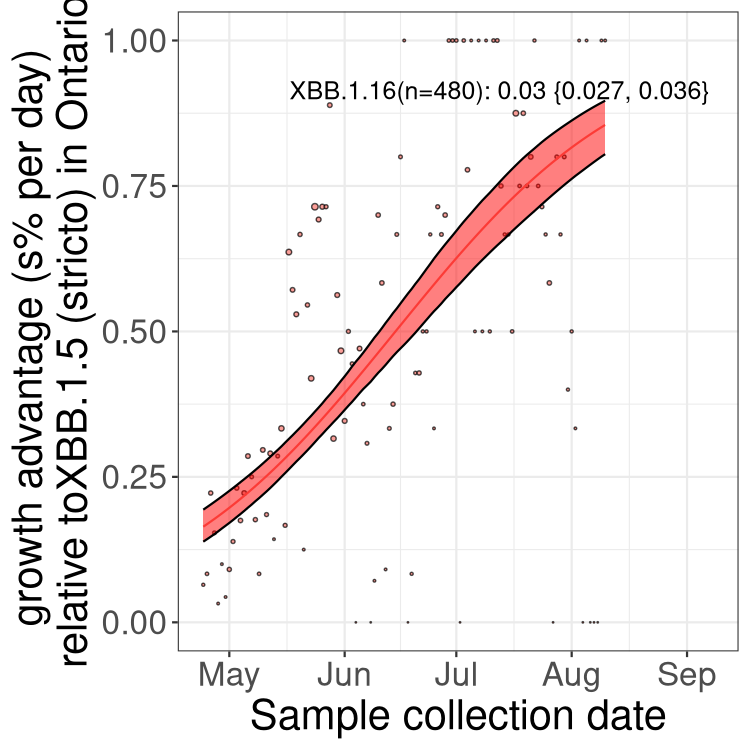 growth advantage (s% per day)
relative toXBB.1.5 (stricto) in Ontario
1.00
0.75
0.50
0.25
0.00
XBB.1.16(n=480): 0.03 {0.027, 0.036}
May Jun Jul Aug Sep
Sample collection date